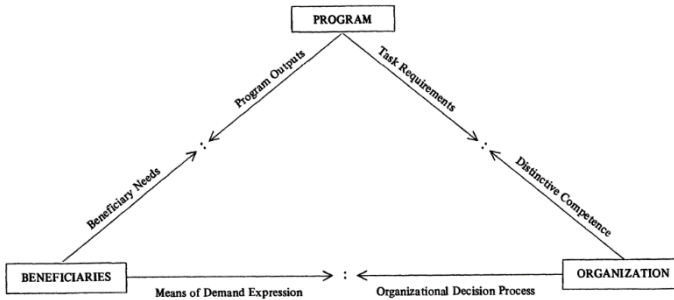 PROGRAM
Program Outputs
Task Requirements
:
:
Beneficiary Needs
Distinctive Competence
BENEFICIARIES
:
ORGANIZATION
Means of Demand Expression
Organizational Decision Process